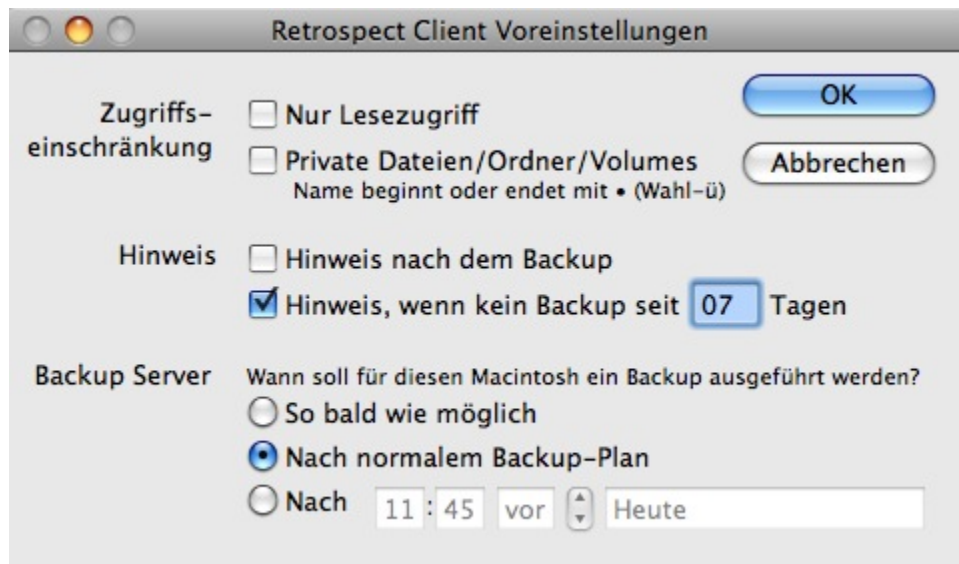 Retrospect Client Voreinstellungen
Zugriffs-
einschränkung
Nur Lesezugriff
Private Dateien/Ordner/Volumes
Name beginnt oder endet mit • (Wahl-ü)
OK
Abbrechen
Hinweis
Hinweis nach dem Backup
Hinweis, wenn kein Backup seit 07 Tagen
Backup Server
Wann soll für diesen Macintosh ein Backup ausgeführt werden?
So bald wie möglich
Nach normalem Backup-Plan
Nach 11 : 45 vor Heute